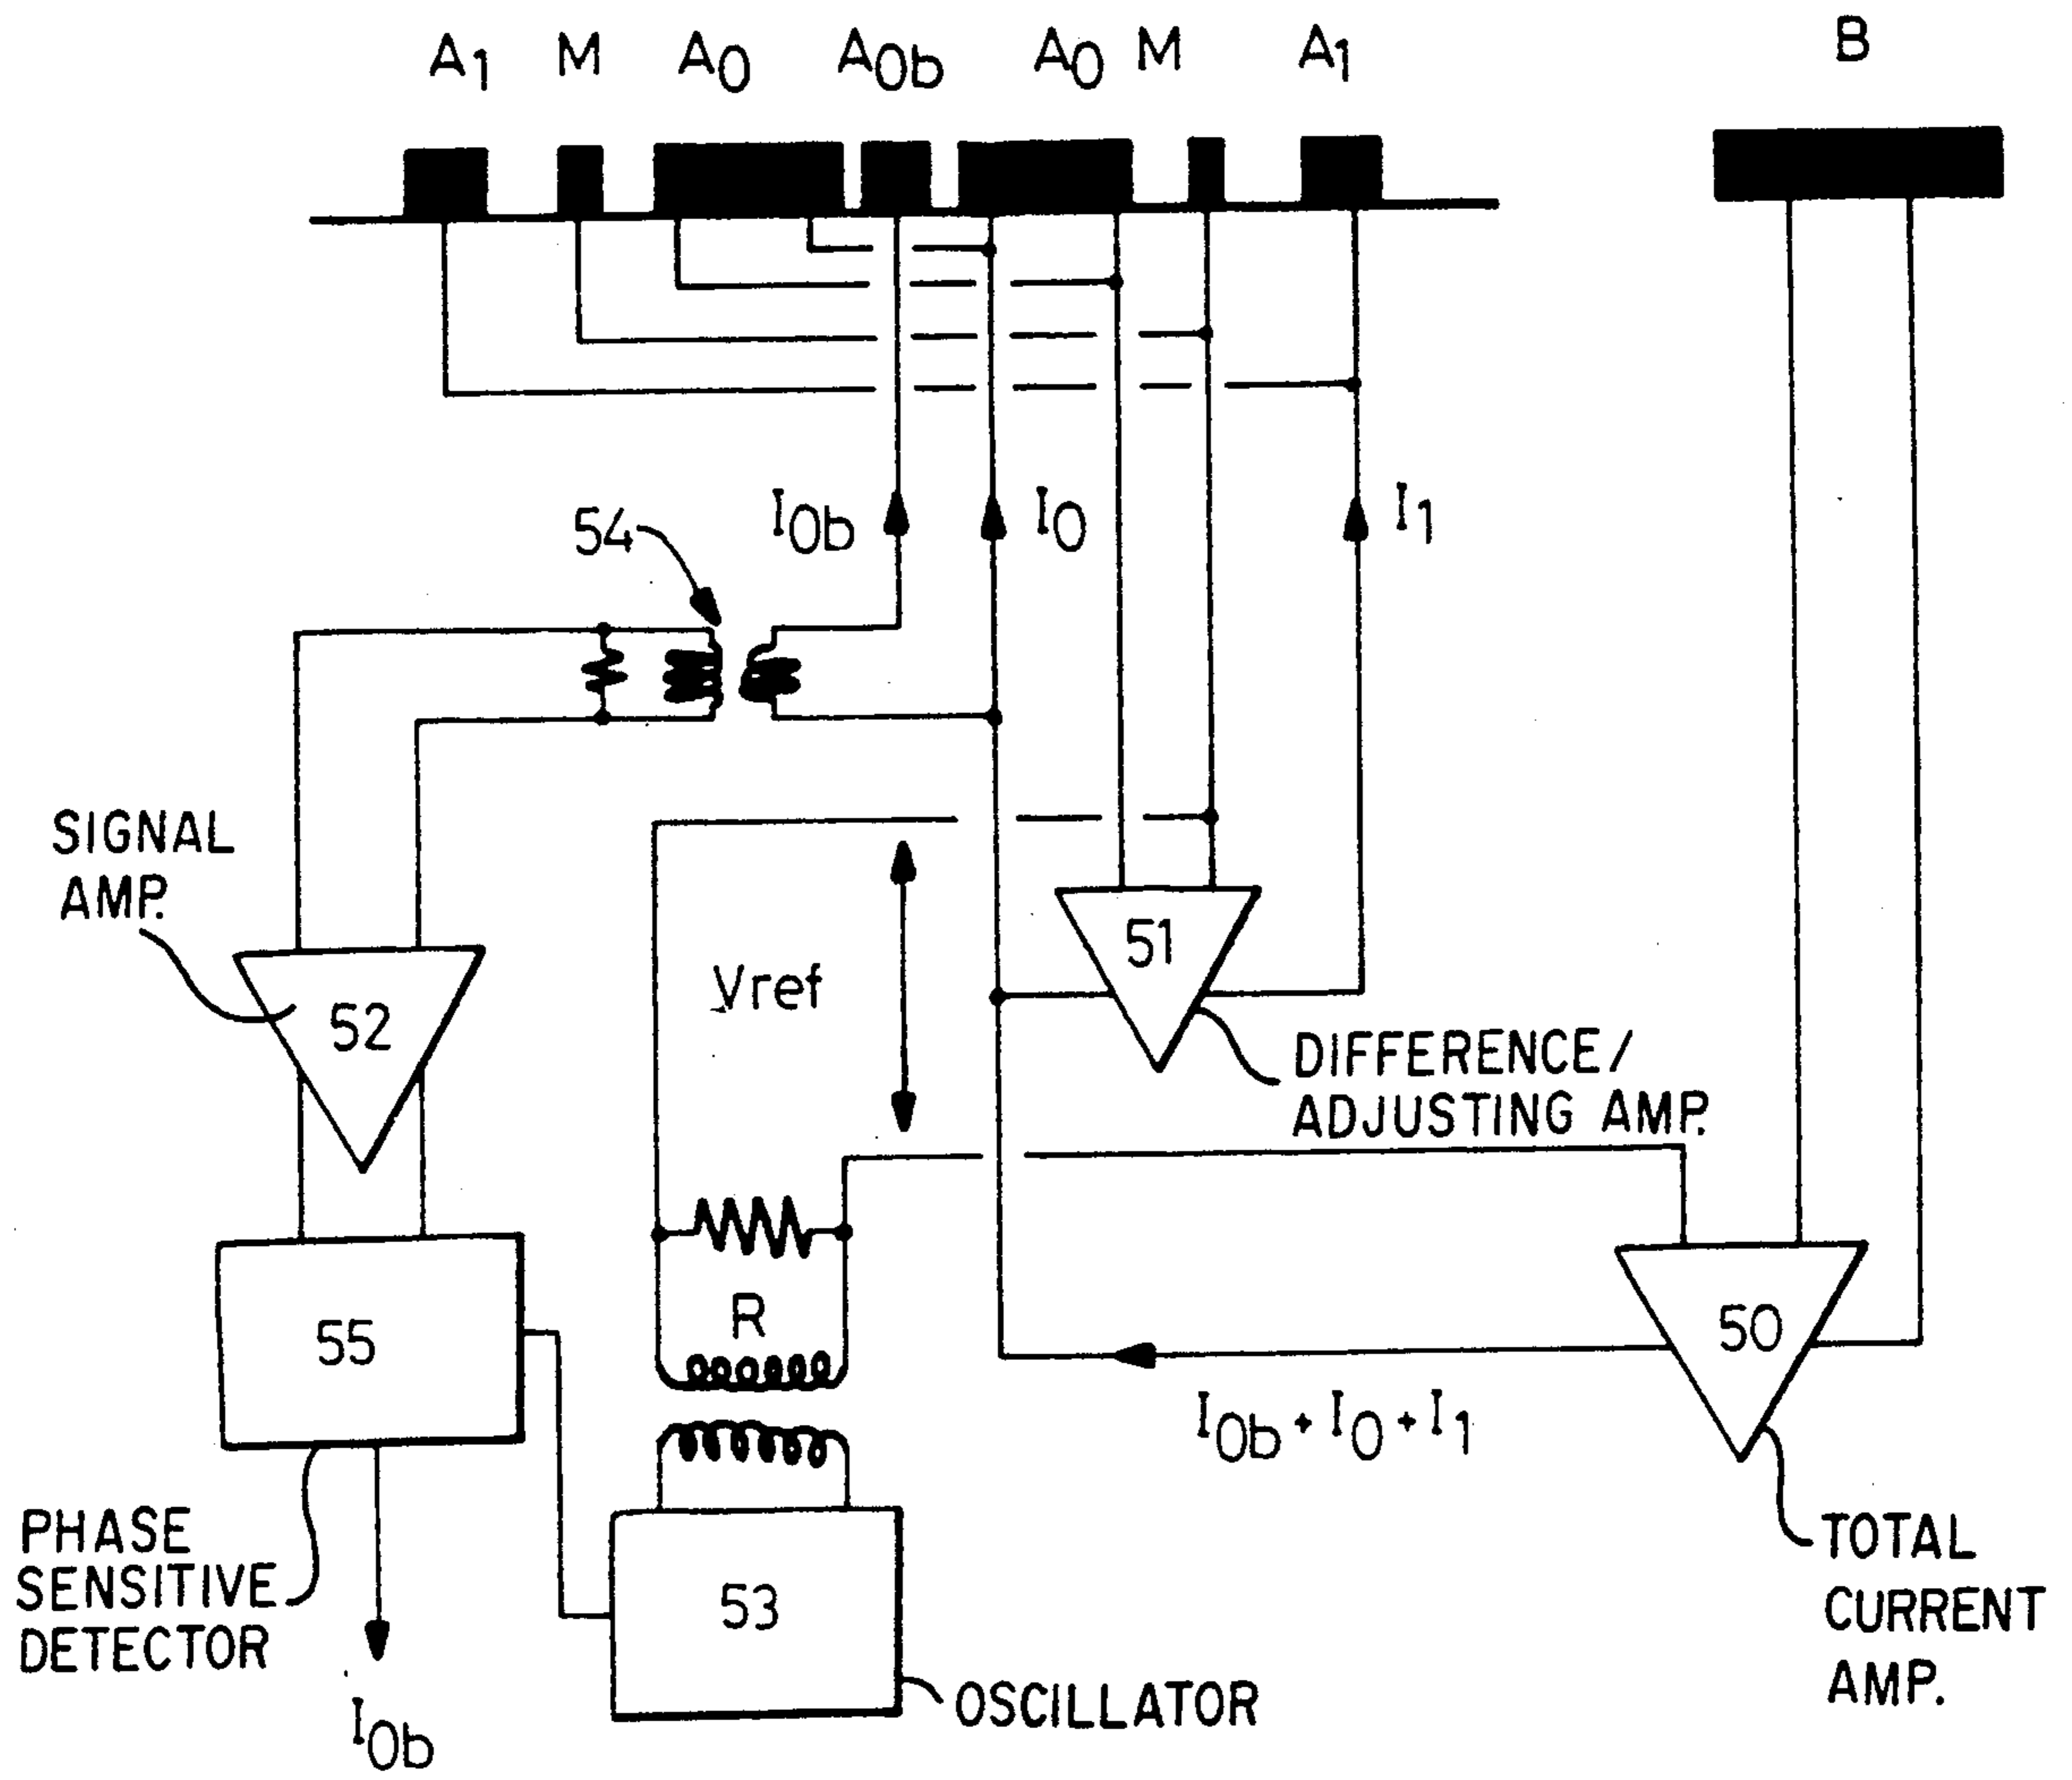 A1 M A0 A0b A0 M A1 B
54
I0b
I0
I1
SIGNAL
AMP.
Vref
51
52
DIFFERENCE/
ADJUSTING AMP.
R
55
50
I0b + I0 + I1
PHASE
SENSITIVE
DETECTOR
53
TOTAL
CURRENT
AMP.
OSCILLATOR
I0b